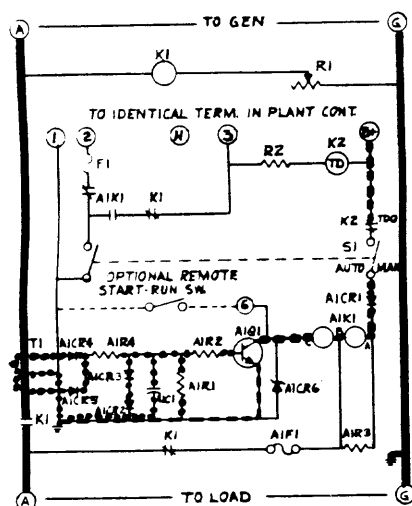 A TO GEN G
K1
R1
TO IDENTICAL TERM. IN PLANT CONT.
1 2 H 3 B+
F1
R2 K2
TD
A1K1 K1
K2 TDO
S1
OPTIONAL REMOTE
START-RUN SW.
AUTO MAN
6
A1CR1
A1K1
T1 A1CR4 A1R4 A1R2 A1Q1
C B A
A1CR3
A1R1
A1CR6
A1CR5 A1CR2
K1
K1 A1F1 A1R3
A TO LOAD G